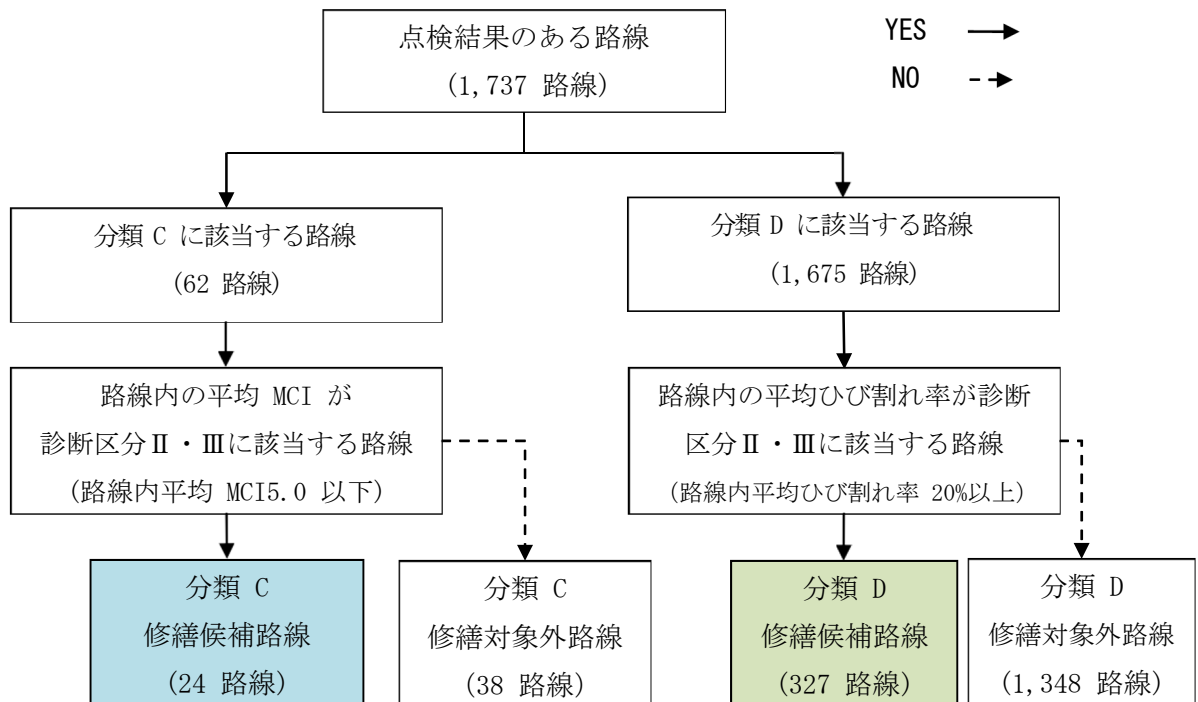 点検結果のある路線
(1,737 路線)
YES
NO
分類 C に該当する路線
(62 路線)
分類 D に該当する路線
(1,675 路線)
路線内の平均 MCI が
診断区分Ⅱ・Ⅲに該当する路線
(路線内平均 MCI5.0 以下)
路線内の平均ひび割れ率が診断
区分Ⅱ・Ⅲに該当する路線
(路線内平均ひび割れ率 20%以上)
分類 C
修繕候補路線
(24 路線)
分類 C
修繕対象外路線
(38 路線)
分類 D
修繕候補路線
(327 路線)
分類 D
修繕対象外路線
(1,348 路線)